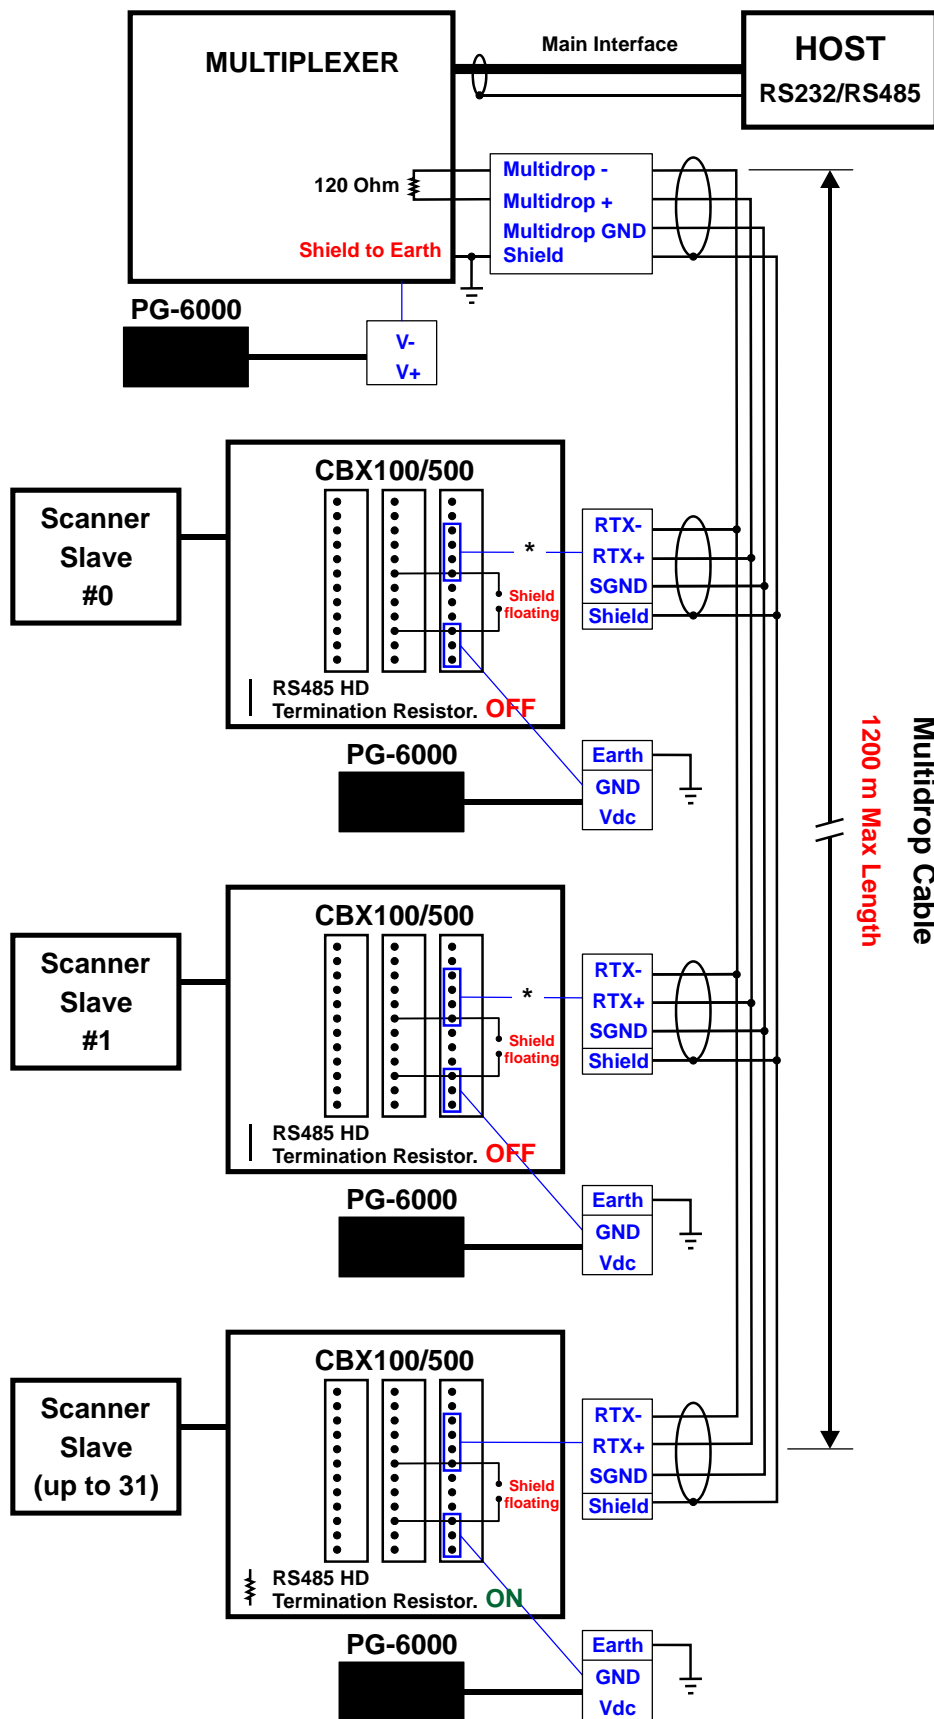 MULTIPLEXER
Main Interface
HOST
RS232/RS485
120 Ohm
Multidrop -
Multidrop +
Multidrop GND
Shield
Shield to Earth
PG-6000
V-
V+
CBX100/500
Scanner
Slave
#0
*
RTX-
RTX+
SGND
Shield
Shield
floating
RS485 HD
Termination Resistor. OFF
PG-6000
Earth
GND
Vdc
Multidrop Cable
1200 m Max Length
CBX100/500
Scanner
Slave
#1
*
RTX-
RTX+
SGND
Shield
Shield
floating
RS485 HD
Termination Resistor. OFF
PG-6000
Earth
GND
Vdc
CBX100/500
Scanner
Slave
(up to 31)
RTX-
RTX+
SGND
Shield
Shield
floating
RS485 HD
Termination Resistor. ON
PG-6000
Earth
GND
Vdc